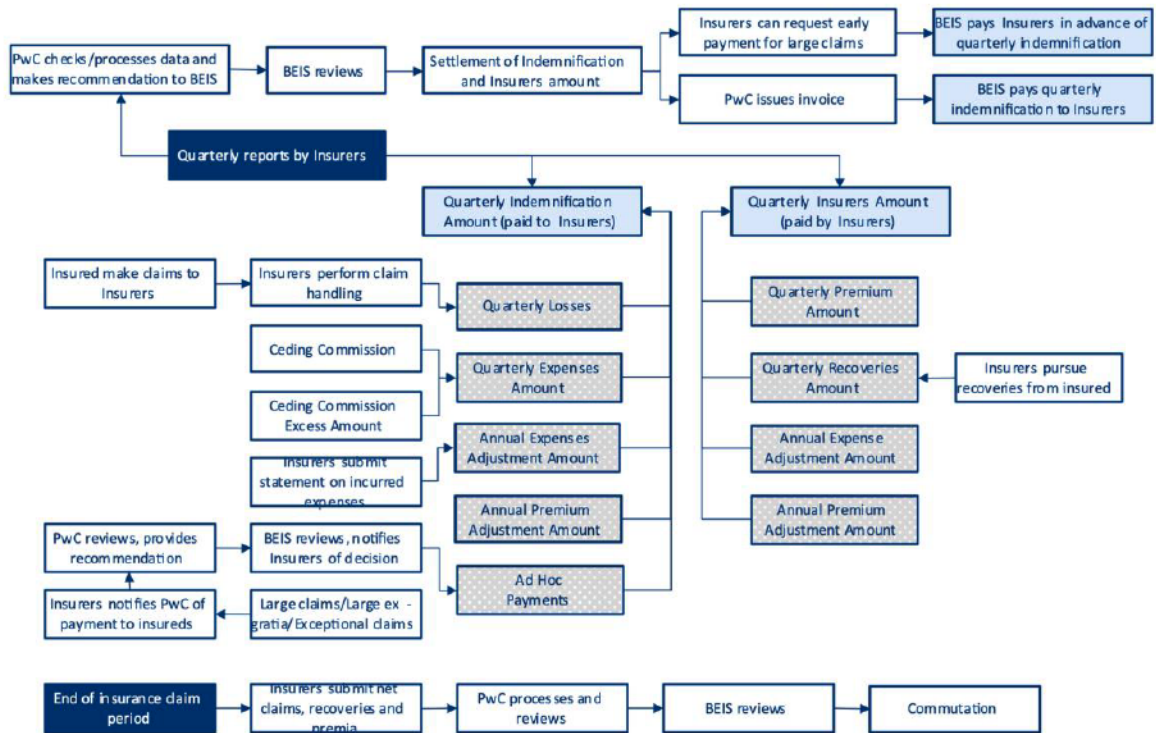 Insurers can request early
payment for large claims
BEIS pays Insurers in advance of
quarterly indemnification
PwC checks/processes data and
makes recommendation to BEIS
BEIS reviews
Settlement of Indemnification
and Insurers amount
PwC issues invoice
BEIS pays quarterly
indemnification to Insurers
Quarterly reports by Insurers
Quarterly Indemnification
Amount (paid to Insurers)
Quarterly Insurers Amount
(paid by Insurers)
Insured make claims to
Insurers
Insurers perform claim
handling
Quarterly Losses
Quarterly Premium
Amount
Ceding Commission
Quarterly Expenses
Amount
Quarterly Recoveries
Amount
Insurers pursue
recoveries from insured
Ceding Commission
Excess Amount
Annual Expenses
Adjustment Amount
Annual Expense
Adjustment Amount
Insurers submit
statement on incurred
expenses
Annual Premium
Adjustment Amount
Annual Premium
Adjustment Amount
PwC reviews, provides
recommendation
BEIS reviews, notifies
Insurers of decision
Ad Hoc
Payments
Insurers notifies PwC of
payment to insureds
Large claims/Large ex -
gratia/Exceptional claims
End of insurance claim
period
Insurers submit net
claims, recoveries and
premia
PwC processes and
reviews
BEIS reviews
Commutation